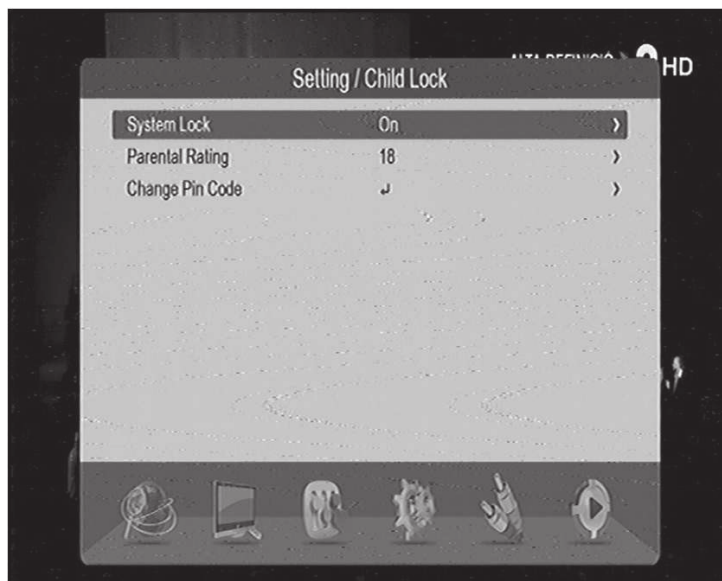 HD
Setting / Child Lock
System Lock On
Parental Rating 18
Change Pin Code